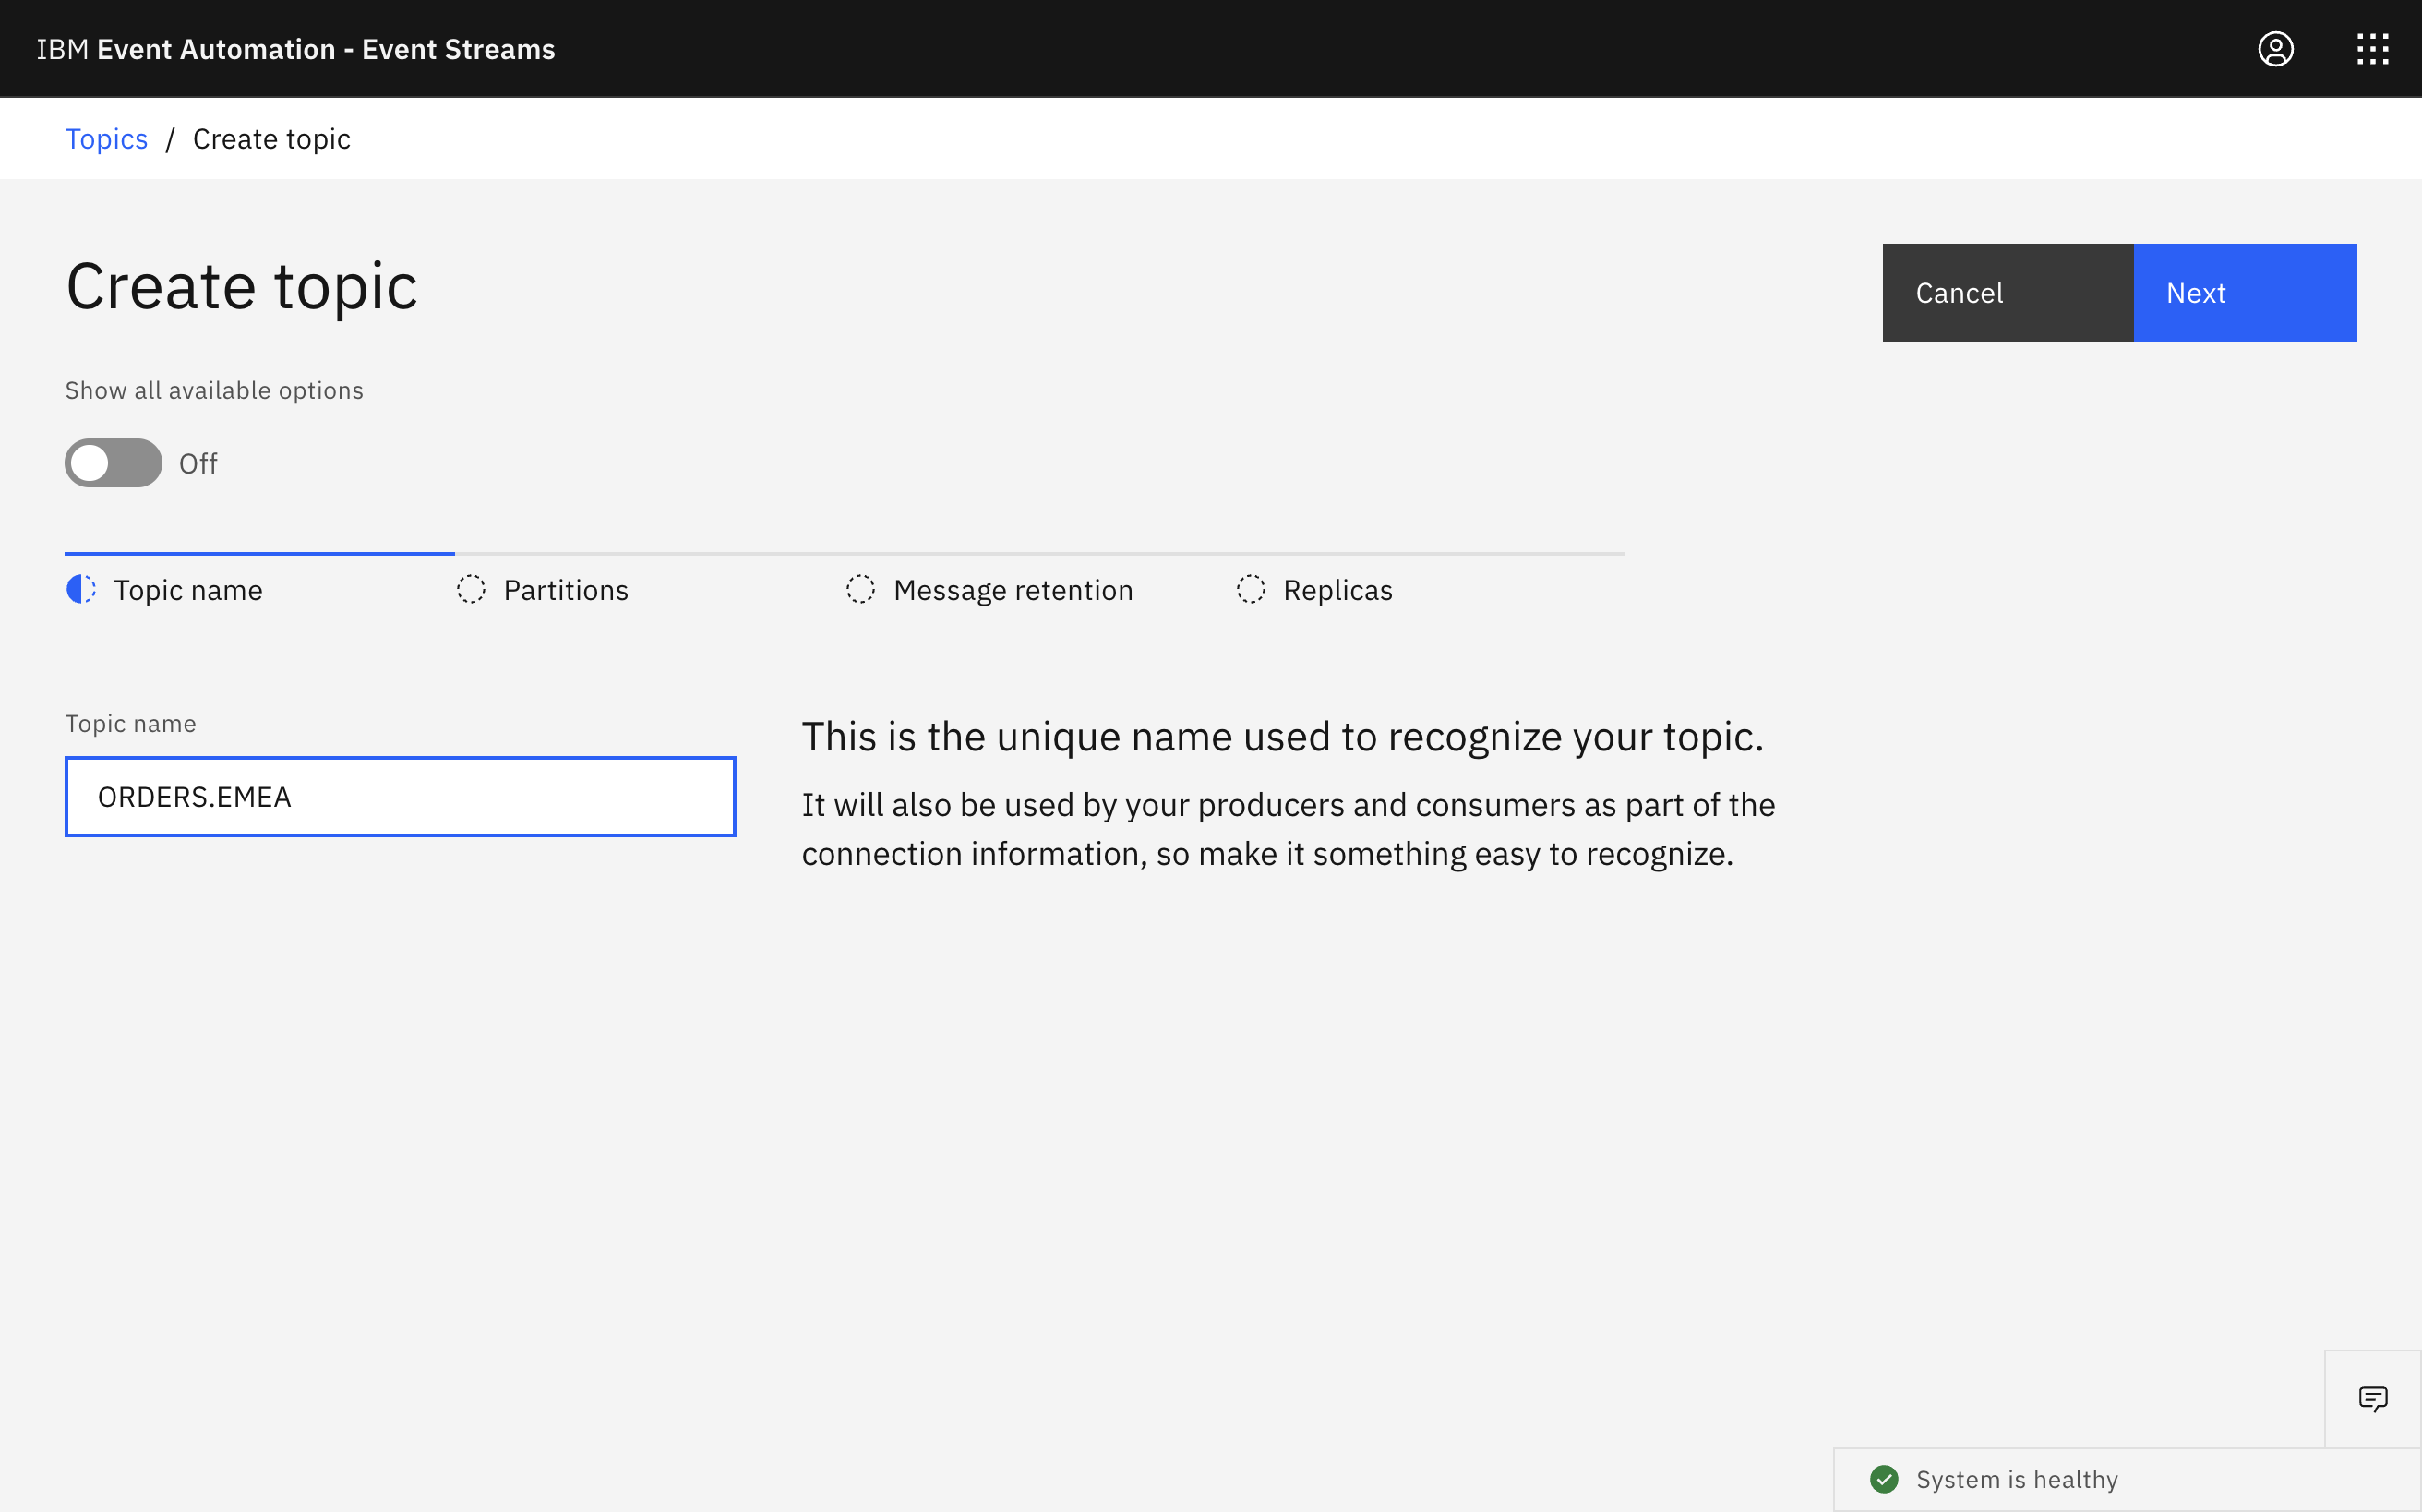 IBM Event Automation - Event Streams
Topics / Create topic
Create topic
Cancel
Next
Show all available options
Off
Topic name
Partitions
Message retention
Replicas
Topic name
ORDERS.EMEA
This is the unique name used to recognize your topic.
It will also be used by your producers and consumers as part of the
connection information, so make it something easy to recognize.
System is healthy